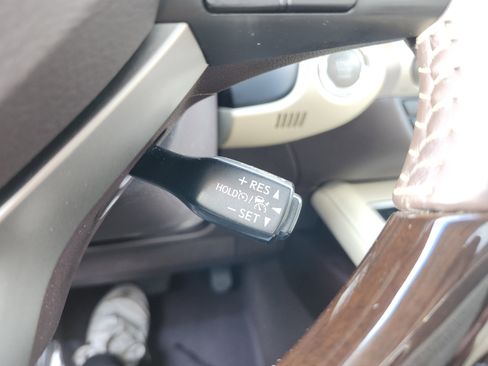 + RES ▲
HOLD / ◀
– SET ▼